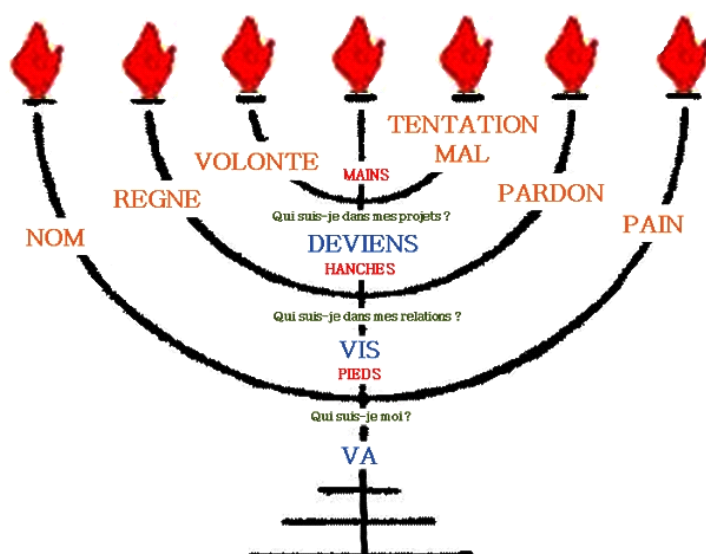 TENTATION
MAL
VOLONTE
MAINS
REGNE
PARDON
Qui suis-je dans mes projets ?
NOM
PAIN
DEVIENS
HANCHES
Qui suis-je dans mes relations ?
VIS
PIEDS
Qui suis-je moi ?
VA